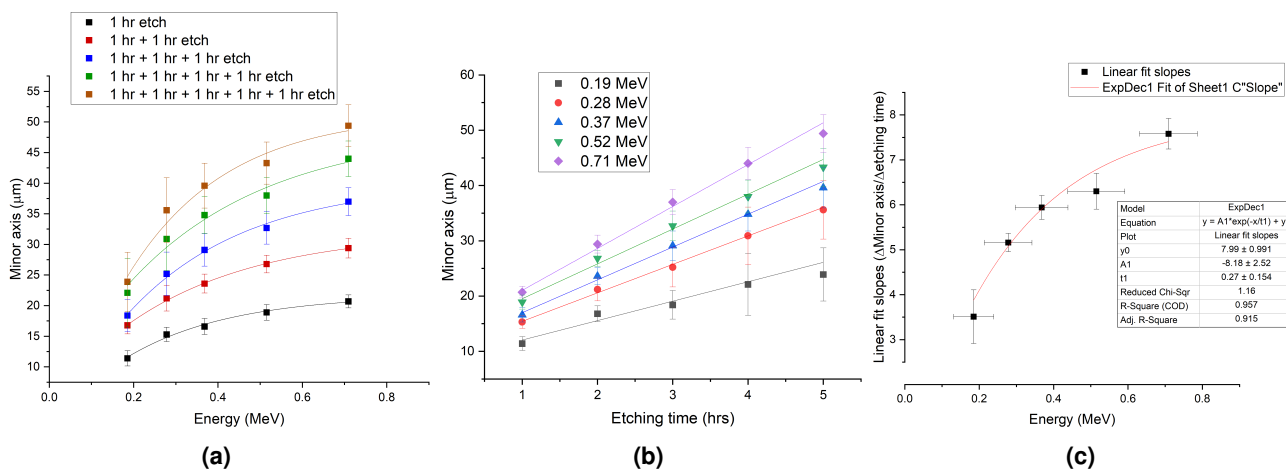 1 hr etch
1 hr + 1 hr etch
1 hr + 1 hr + 1 hr etch
1 hr + 1 hr + 1 hr + 1 hr etch
1 hr + 1 hr + 1 hr + 1 hr + 1 hr etch
Minor axis (μm)
55
50
45
40
35
30
25
20
15
10
0.0
0.2
0.4
0.6
0.8
Energy (MeV)
(a)
0.19 MeV
0.28 MeV
0.37 MeV
0.52 MeV
0.71 MeV
Minor axis (μm)
60
50
40
30
20
10
1
2
3
4
5
Etching time (hrs)
(b)
Linear fit slopes
ExpDec1 Fit of Sheet1 C"Slope"
Linear fit slopes (ΔMinor axis/Δetching time)
8
7
6
5
4
3
Model ExpDec1
Equation y = A1*exp(-x/t1) + y
Plot Linear fit slopes
y0 7.99 ± 0.991
A1 -8.18 ± 2.52
t1 0.27 ± 0.154
Reduced Chi-Sqr 1.16
R-Square (COD) 0.957
Adj. R-Square 0.915
0.0
0.2
0.4
0.6
0.8
Energy (MeV)
(c)